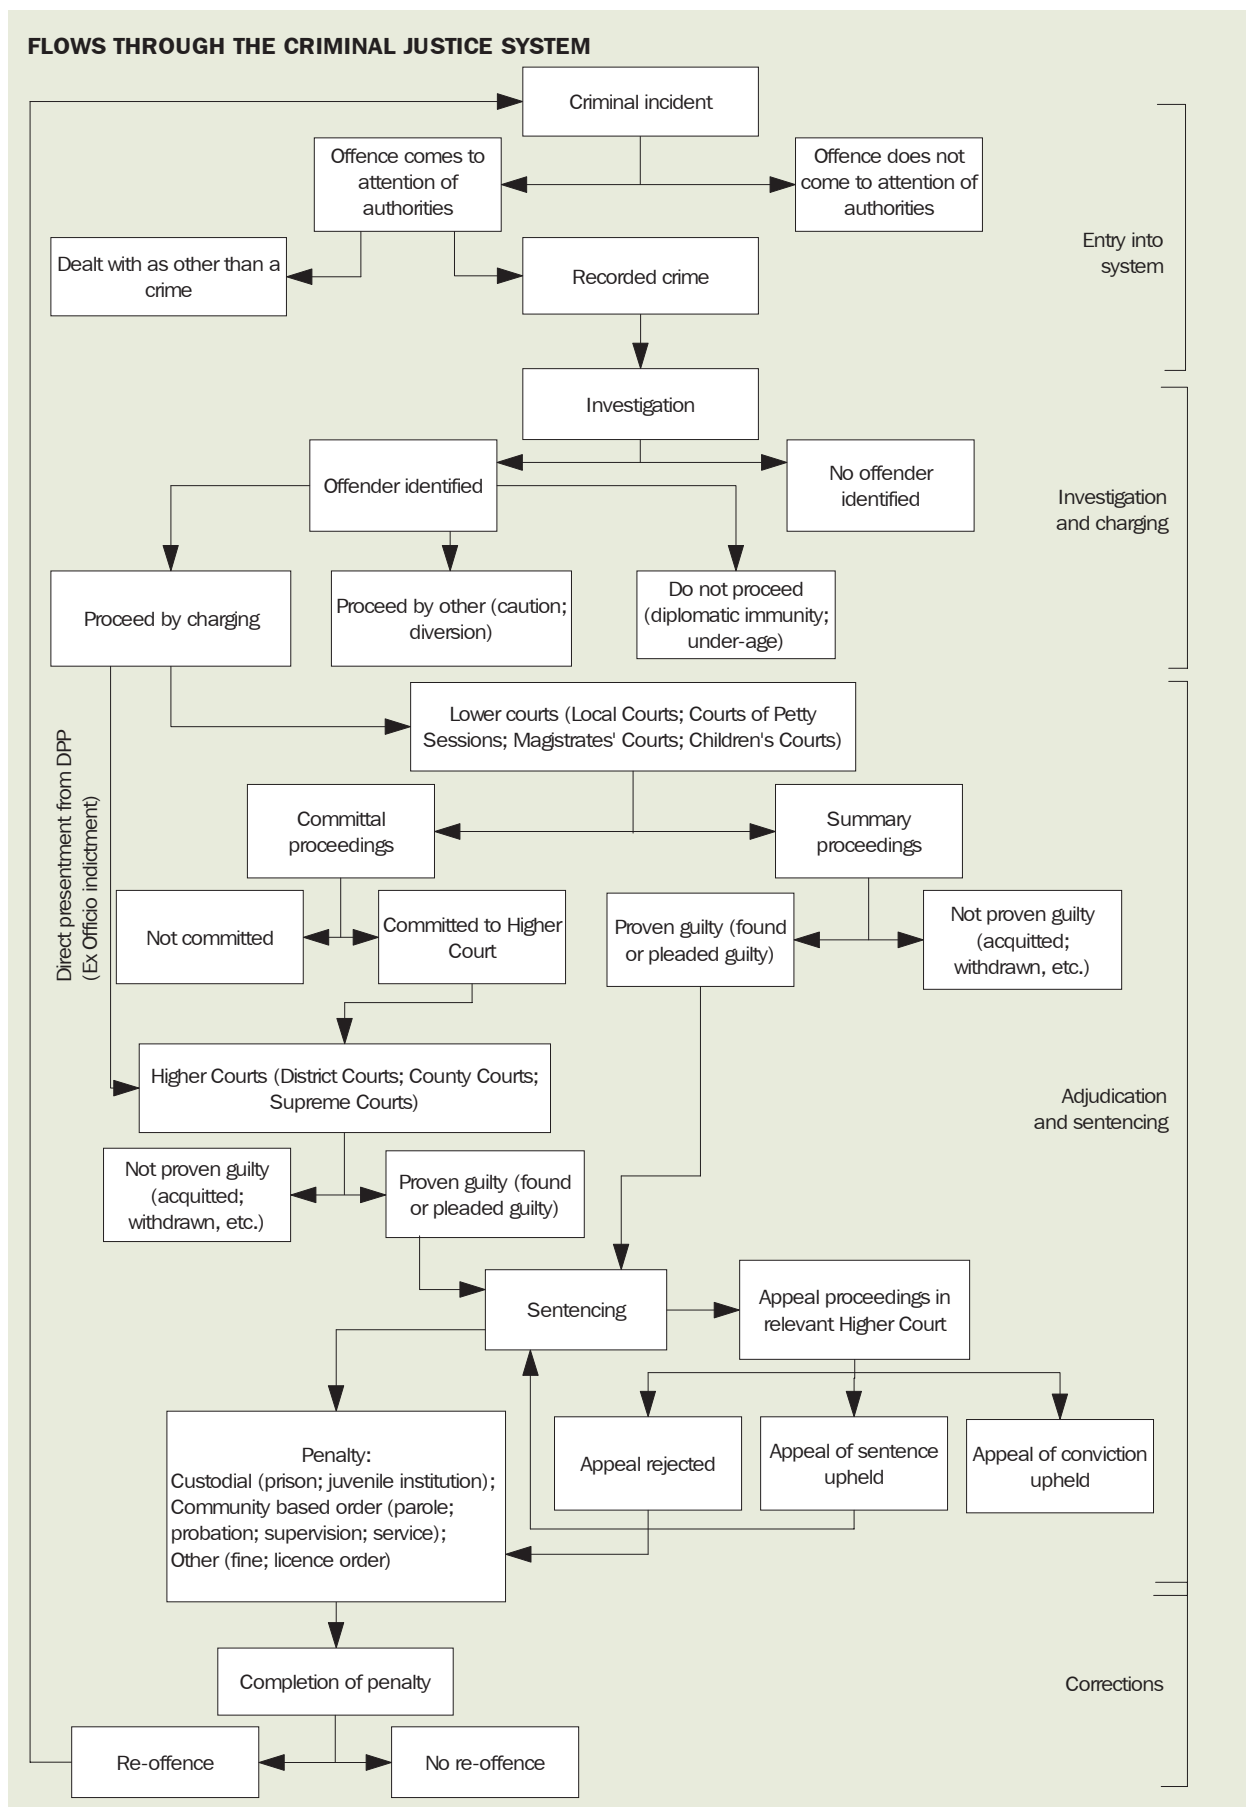 FLOWS THROUGH THE CRIMINAL JUSTICE SYSTEM
Criminal incident
Offence comes to
attention of
authorities
Offence does not
come to attention of
authorities
Entry into
system
Dealt with as other than a
crime
Recorded crime
Investigation
Offender identified
No offender
identified
Investigation
and charging
Proceed by charging
Proceed by other (caution;
diversion)
Do not proceed
(diplomatic immunity;
under-age)
Lower courts (Local Courts; Courts of Petty
Sessions; Magistrates' Courts; Children's Courts)
Direct presentment from DPP
(Ex Officio indictment)
Committal
proceedings
Summary
proceedings
Not committed
Committed to Higher
Court
Proven guilty (found
or pleaded guilty)
Not proven guilty
(acquitted;
withdrawn, etc.)
Higher Courts (District Courts; County Courts;
Supreme Courts)
Adjudication
and sentencing
Not proven guilty
(acquitted;
withdrawn, etc.)
Proven guilty (found
or pleaded guilty)
Sentencing
Appeal proceedings in
relevant Higher Court
Penalty:
Custodial (prison; juvenile institution);
Community based order (parole;
probation; supervision; service);
Other (fine; licence order)
Appeal rejected
Appeal of sentence
upheld
Appeal of conviction
upheld
Completion of penalty
Corrections
Re-offence
No re-offence